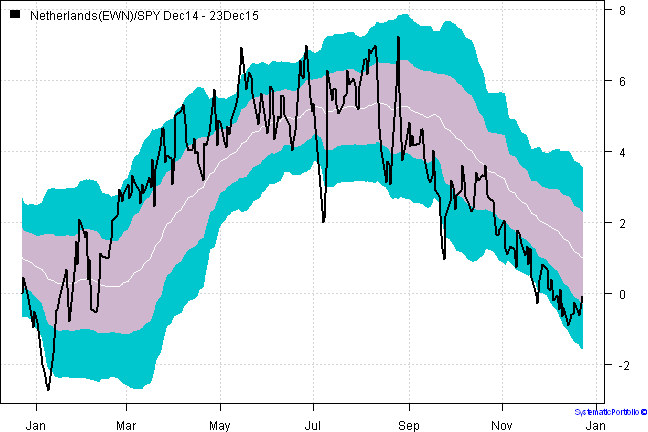 Netherlands(EWN)/SPY Dec14 - 23Dec15
8
6
4
2
0
-2
SystematicPortfolio ©
Jan Mar May Jul Sep Nov Jan